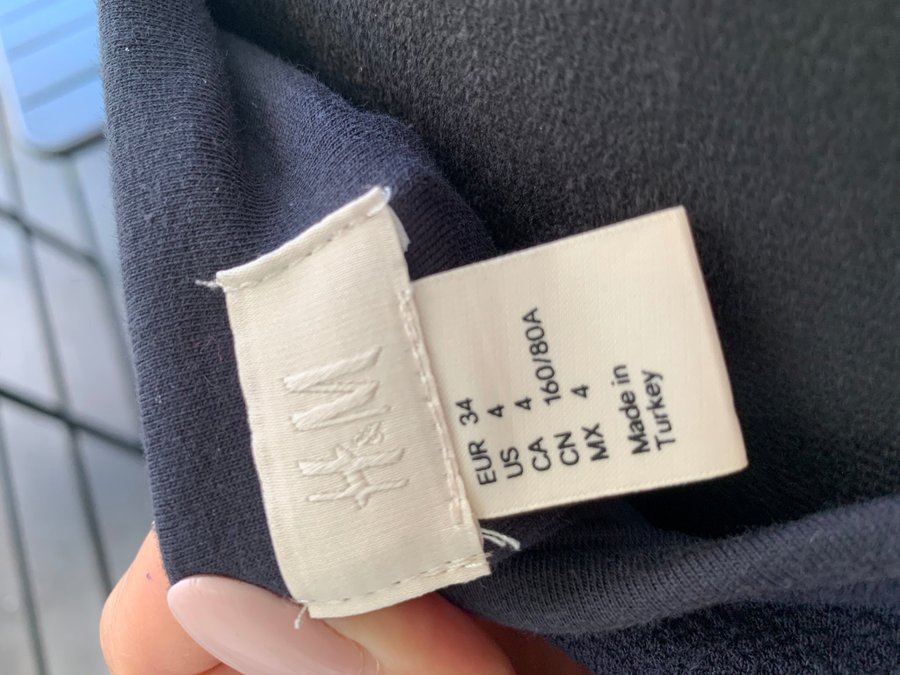 H&M
EUR 34
US 4
CA 4
CN 160/80A
MX 4
Made in
Turkey